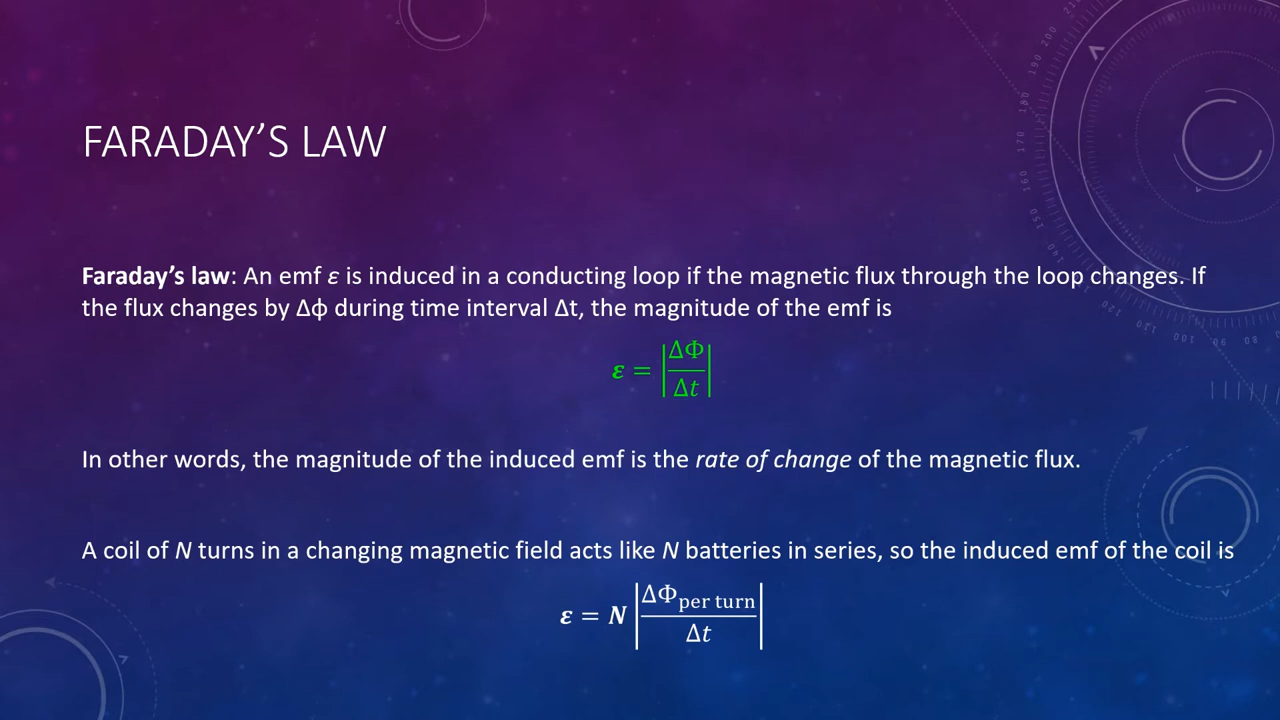 FARADAY’S LAW
Faraday’s law: An emf ε is induced in a conducting loop if the magnetic flux through the loop changes. If
the flux changes by Δϕ during time interval Δt, the magnitude of the emf is
ε = |ΔΦ/Δt|
In other words, the magnitude of the induced emf is the rate of change of the magnetic flux.
A coil of N turns in a changing magnetic field acts like N batteries in series, so the induced emf of the coil is
ε = N |ΔΦper turn/Δt|